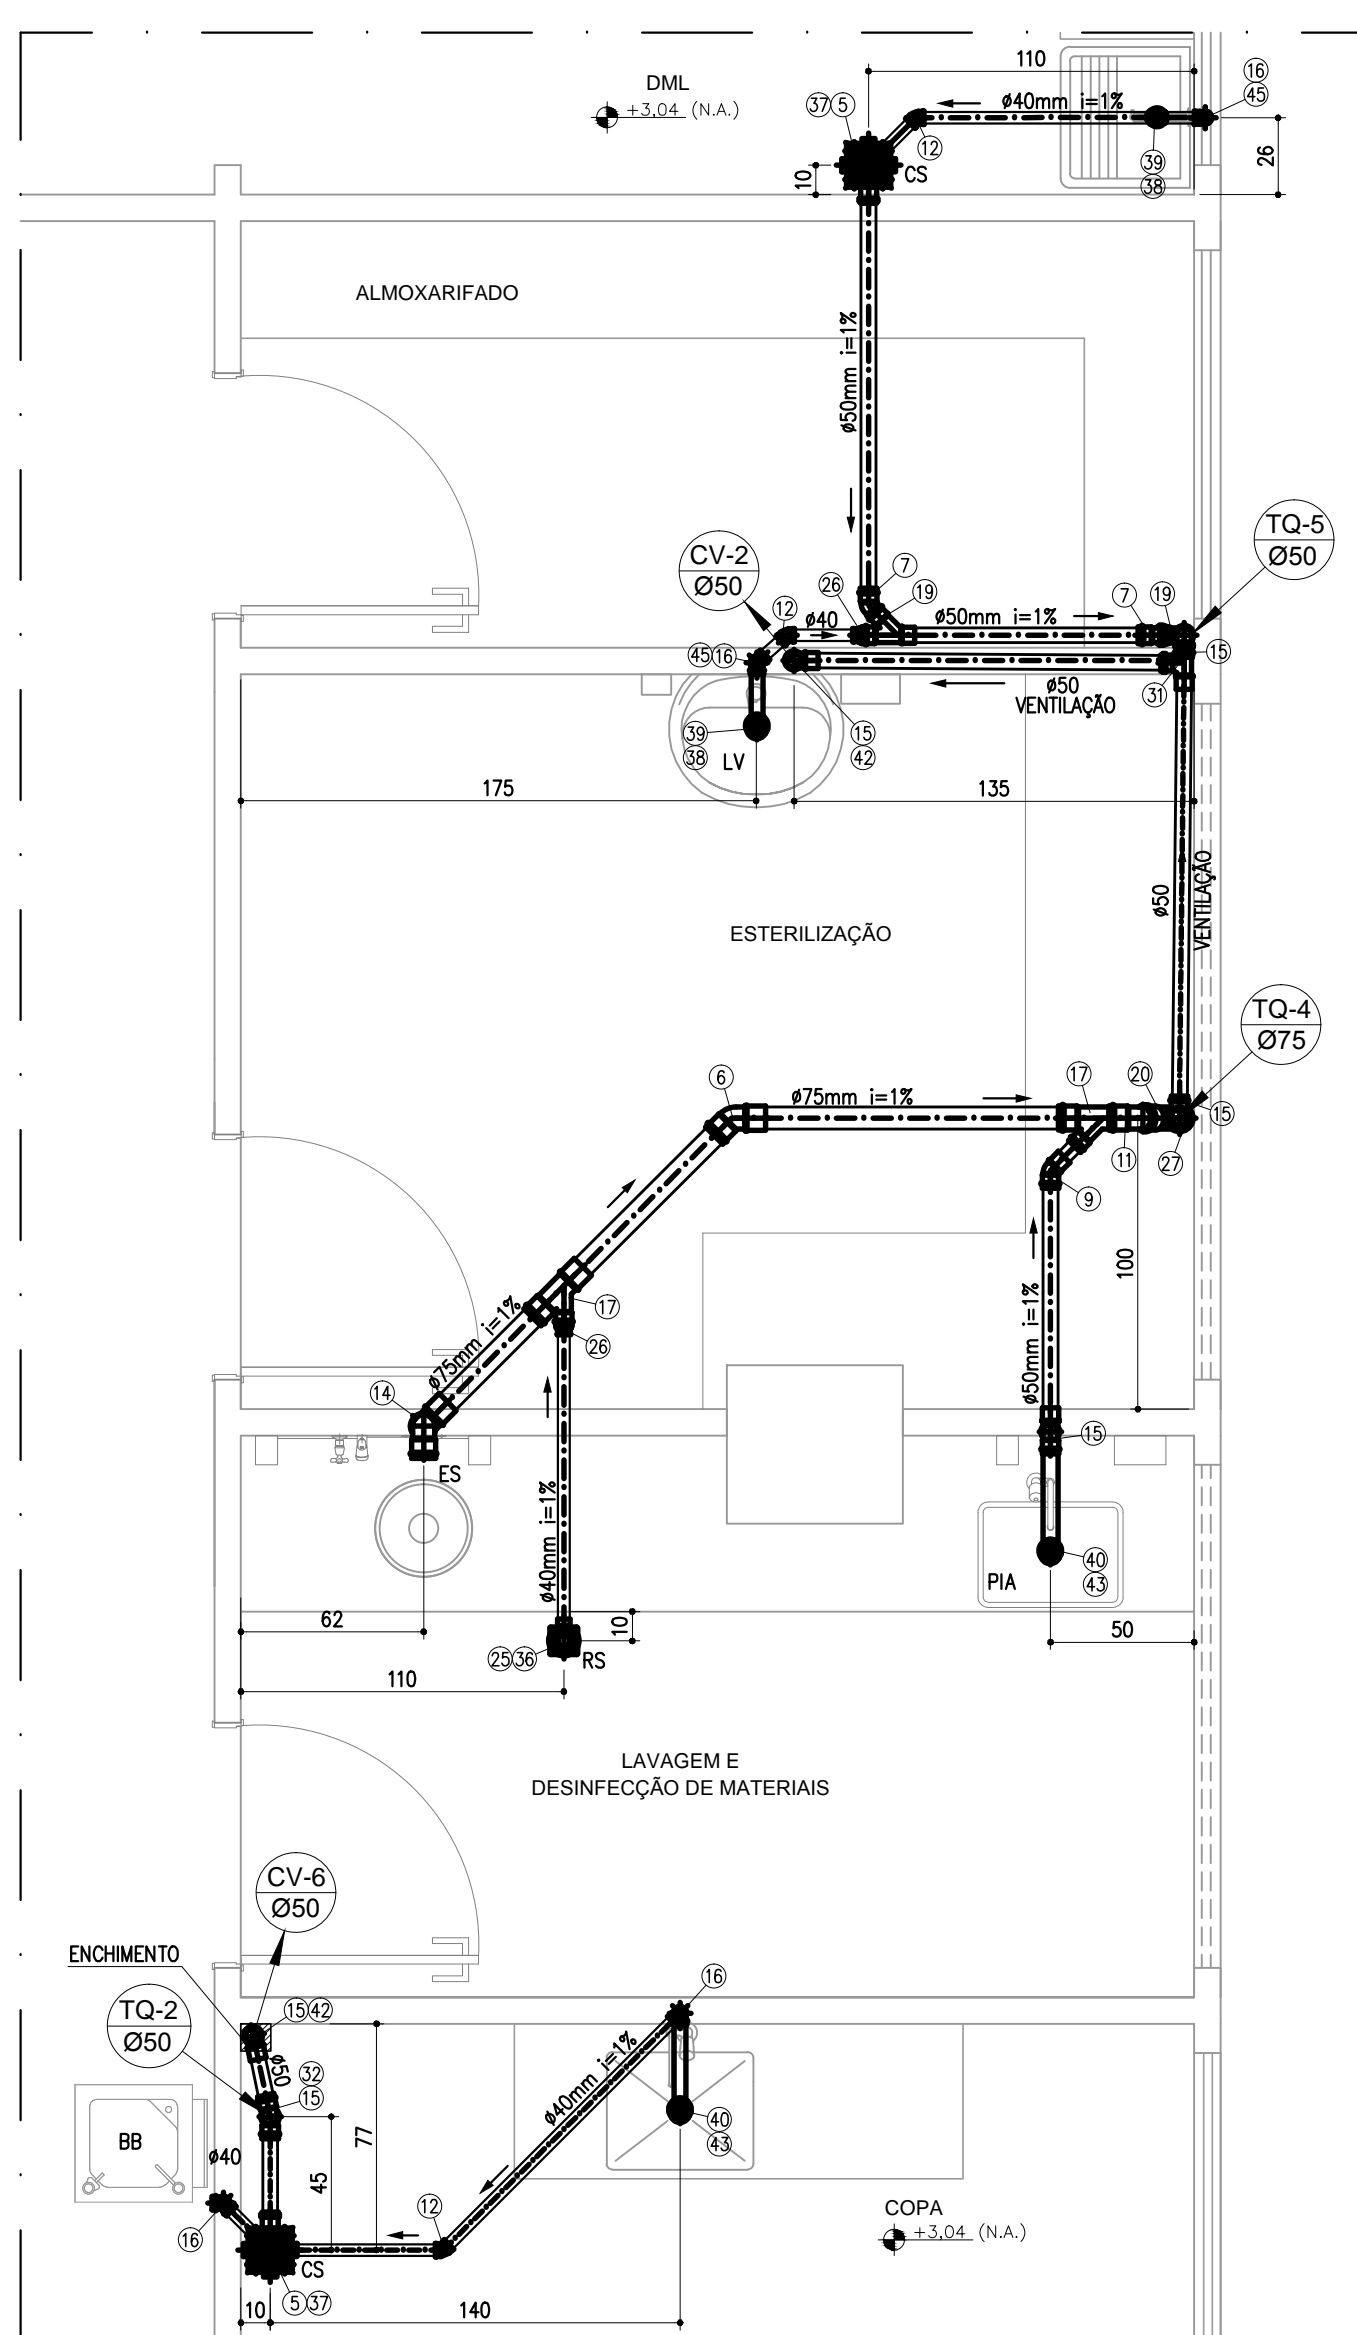 110
DML
+3,04 (N.A.)
37 5
ø40mm i=1%
16
45
12
39
38
26
10
CS
ALMOXARIFADO
ø50mm i=1%
TQ-5
Ø50
CV-2
Ø50
7
26
19
12
ø40
ø50mm i=1%
7
19
45 16
15
31
ø50
VENTILAÇÃO
39
38
LV
15
42
175
135
ø50
VENTILAÇÃO
ESTERILIZAÇÃO
TQ-4
Ø75
6
ø75mm i=1%
17
20
15
11
27
9
100
ø75mm i=1%
17
26
ø50mm i=1%
14
15
ES
ø40mm i=1%
40
43
PIA
62
10
50
25 36
RS
110
LAVAGEM E
DESINFECÇÃO DE MATERIAIS
CV-6
Ø50
ENCHIMENTO
16
TQ-2
Ø50
15 42
ø50
32
15
ø40mm i=1%
40
43
BB
ø40
77
45
16
12
COPA
+3,04 (N.A.)
CS
5 37
10
140